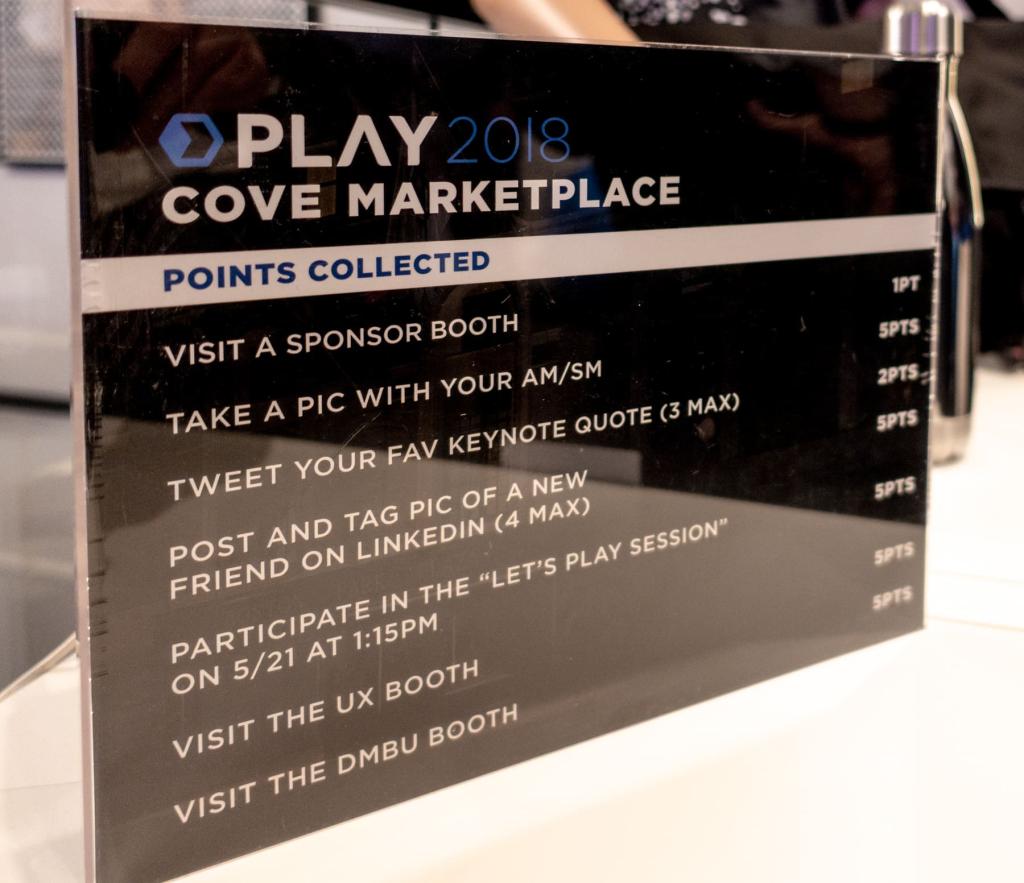 PLAY 2018
COVE MARKETPLACE
POINTS COLLECTED
VISIT A SPONSOR BOOTH 1PT
TAKE A PIC WITH YOUR AM/SM 5PTS
TWEET YOUR FAV KEYNOTE QUOTE (3 MAX) 2PTS
POST AND TAG PIC OF A NEW 5PTS
FRIEND ON LINKEDIN (4 MAX)
PARTICIPATE IN THE “LET’S PLAY SESSION” 5PTS
ON 5/21 AT 1:15PM
VISIT THE UX BOOTH 5PTS
VISIT THE DMBU BOOTH 5PTS